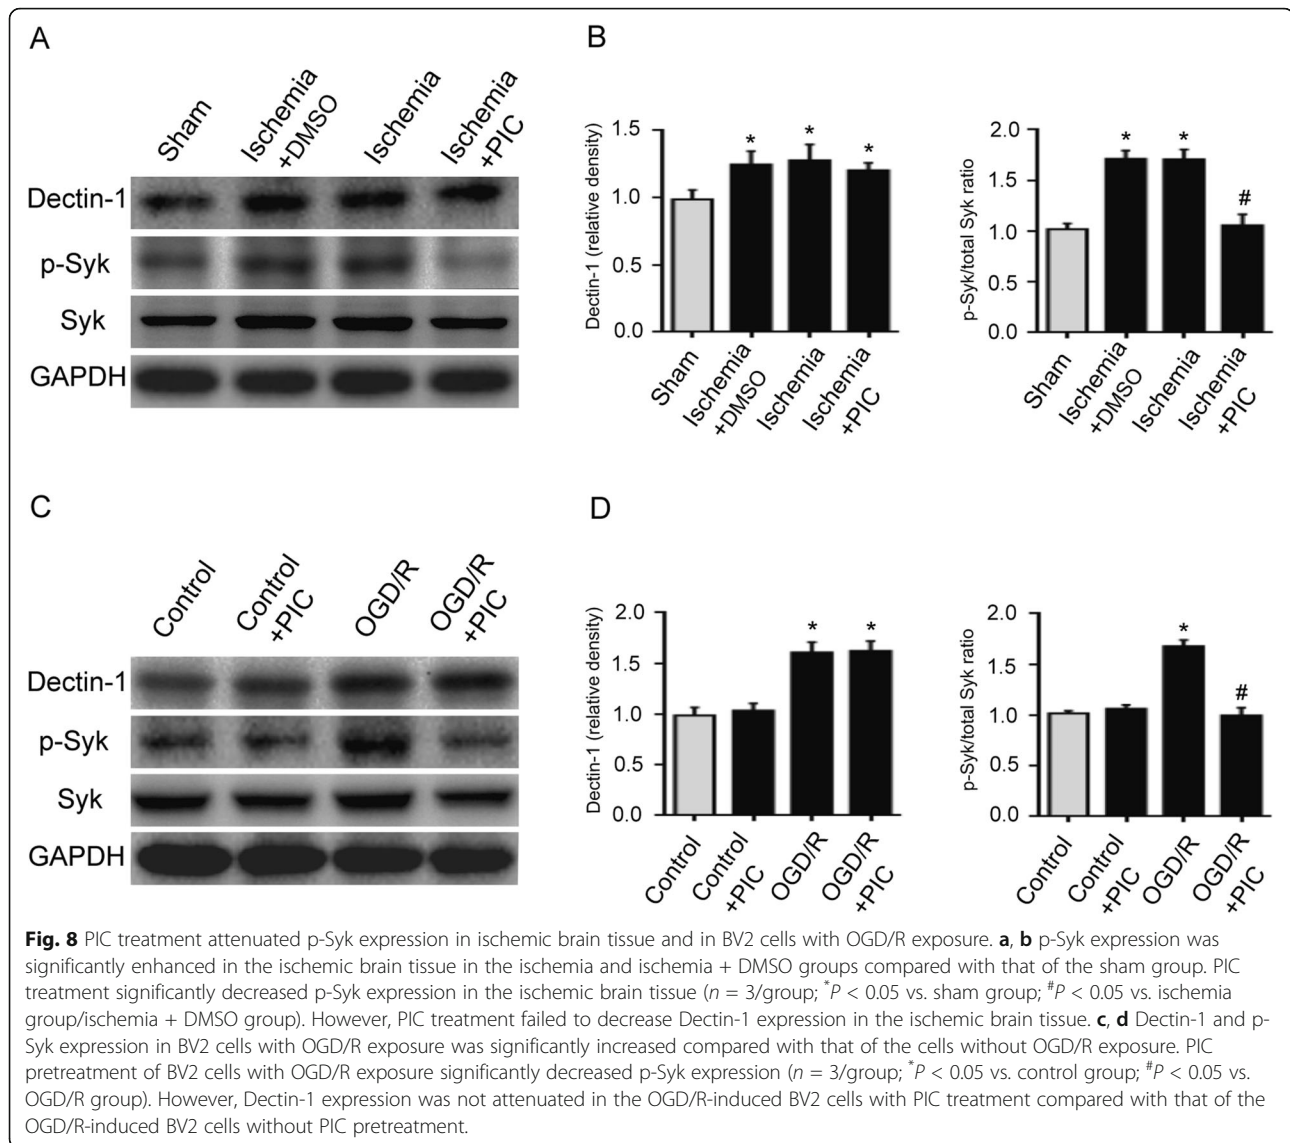 A
Sham
Ischemia
+DMSO
Ischemia
Ischemia
+PIC
Dectin-1
p-Syk
Syk
GAPDH
B
Dectin-1 (relative density)
1.5
1.0
0.5
0.0
*
*
*
Sham
Ischemia
+DMSO
Ischemia
Ischemia
+PIC
p-Syk/total Syk ratio
2.0
1.5
1.0
0.5
0.0
*
*
#
Sham
Ischemia
+DMSO
Ischemia
Ischemia
+PIC
C
Control
Control
+PIC
OGD/R
OGD/R
+PIC
Dectin-1
p-Syk
Syk
GAPDH
D
Dectin-1 (relative density)
2.0
1.5
1.0
0.5
0.0
*
*
Control
Control
+PIC
OGD/R
OGD/R
+PIC
p-Syk/total Syk ratio
2.0
1.5
1.0
0.5
0.0
*
#
Control
Control
+PIC
OGD/R
OGD/R
+PIC
Fig. 8 PIC treatment attenuated p-Syk expression in ischemic brain tissue and in BV2 cells with OGD/R exposure. a, b p-Syk expression was
significantly enhanced in the ischemic brain tissue in the ischemia and ischemia + DMSO groups compared with that of the sham group. PIC
treatment significantly decreased p-Syk expression in the ischemic brain tissue (n = 3/group; *P < 0.05 vs. sham group; #P < 0.05 vs. ischemia
group/ischemia + DMSO group). However, PIC treatment failed to decrease Dectin-1 expression in the ischemic brain tissue. c, d Dectin-1 and p-
Syk expression in BV2 cells with OGD/R exposure was significantly increased compared with that of the cells without OGD/R exposure. PIC
pretreatment of BV2 cells with OGD/R exposure significantly decreased p-Syk expression (n = 3/group; *P < 0.05 vs. control group; #P < 0.05 vs.
OGD/R group). However, Dectin-1 expression was not attenuated in the OGD/R-induced BV2 cells with PIC treatment compared with that of the
OGD/R-induced BV2 cells without PIC pretreatment.